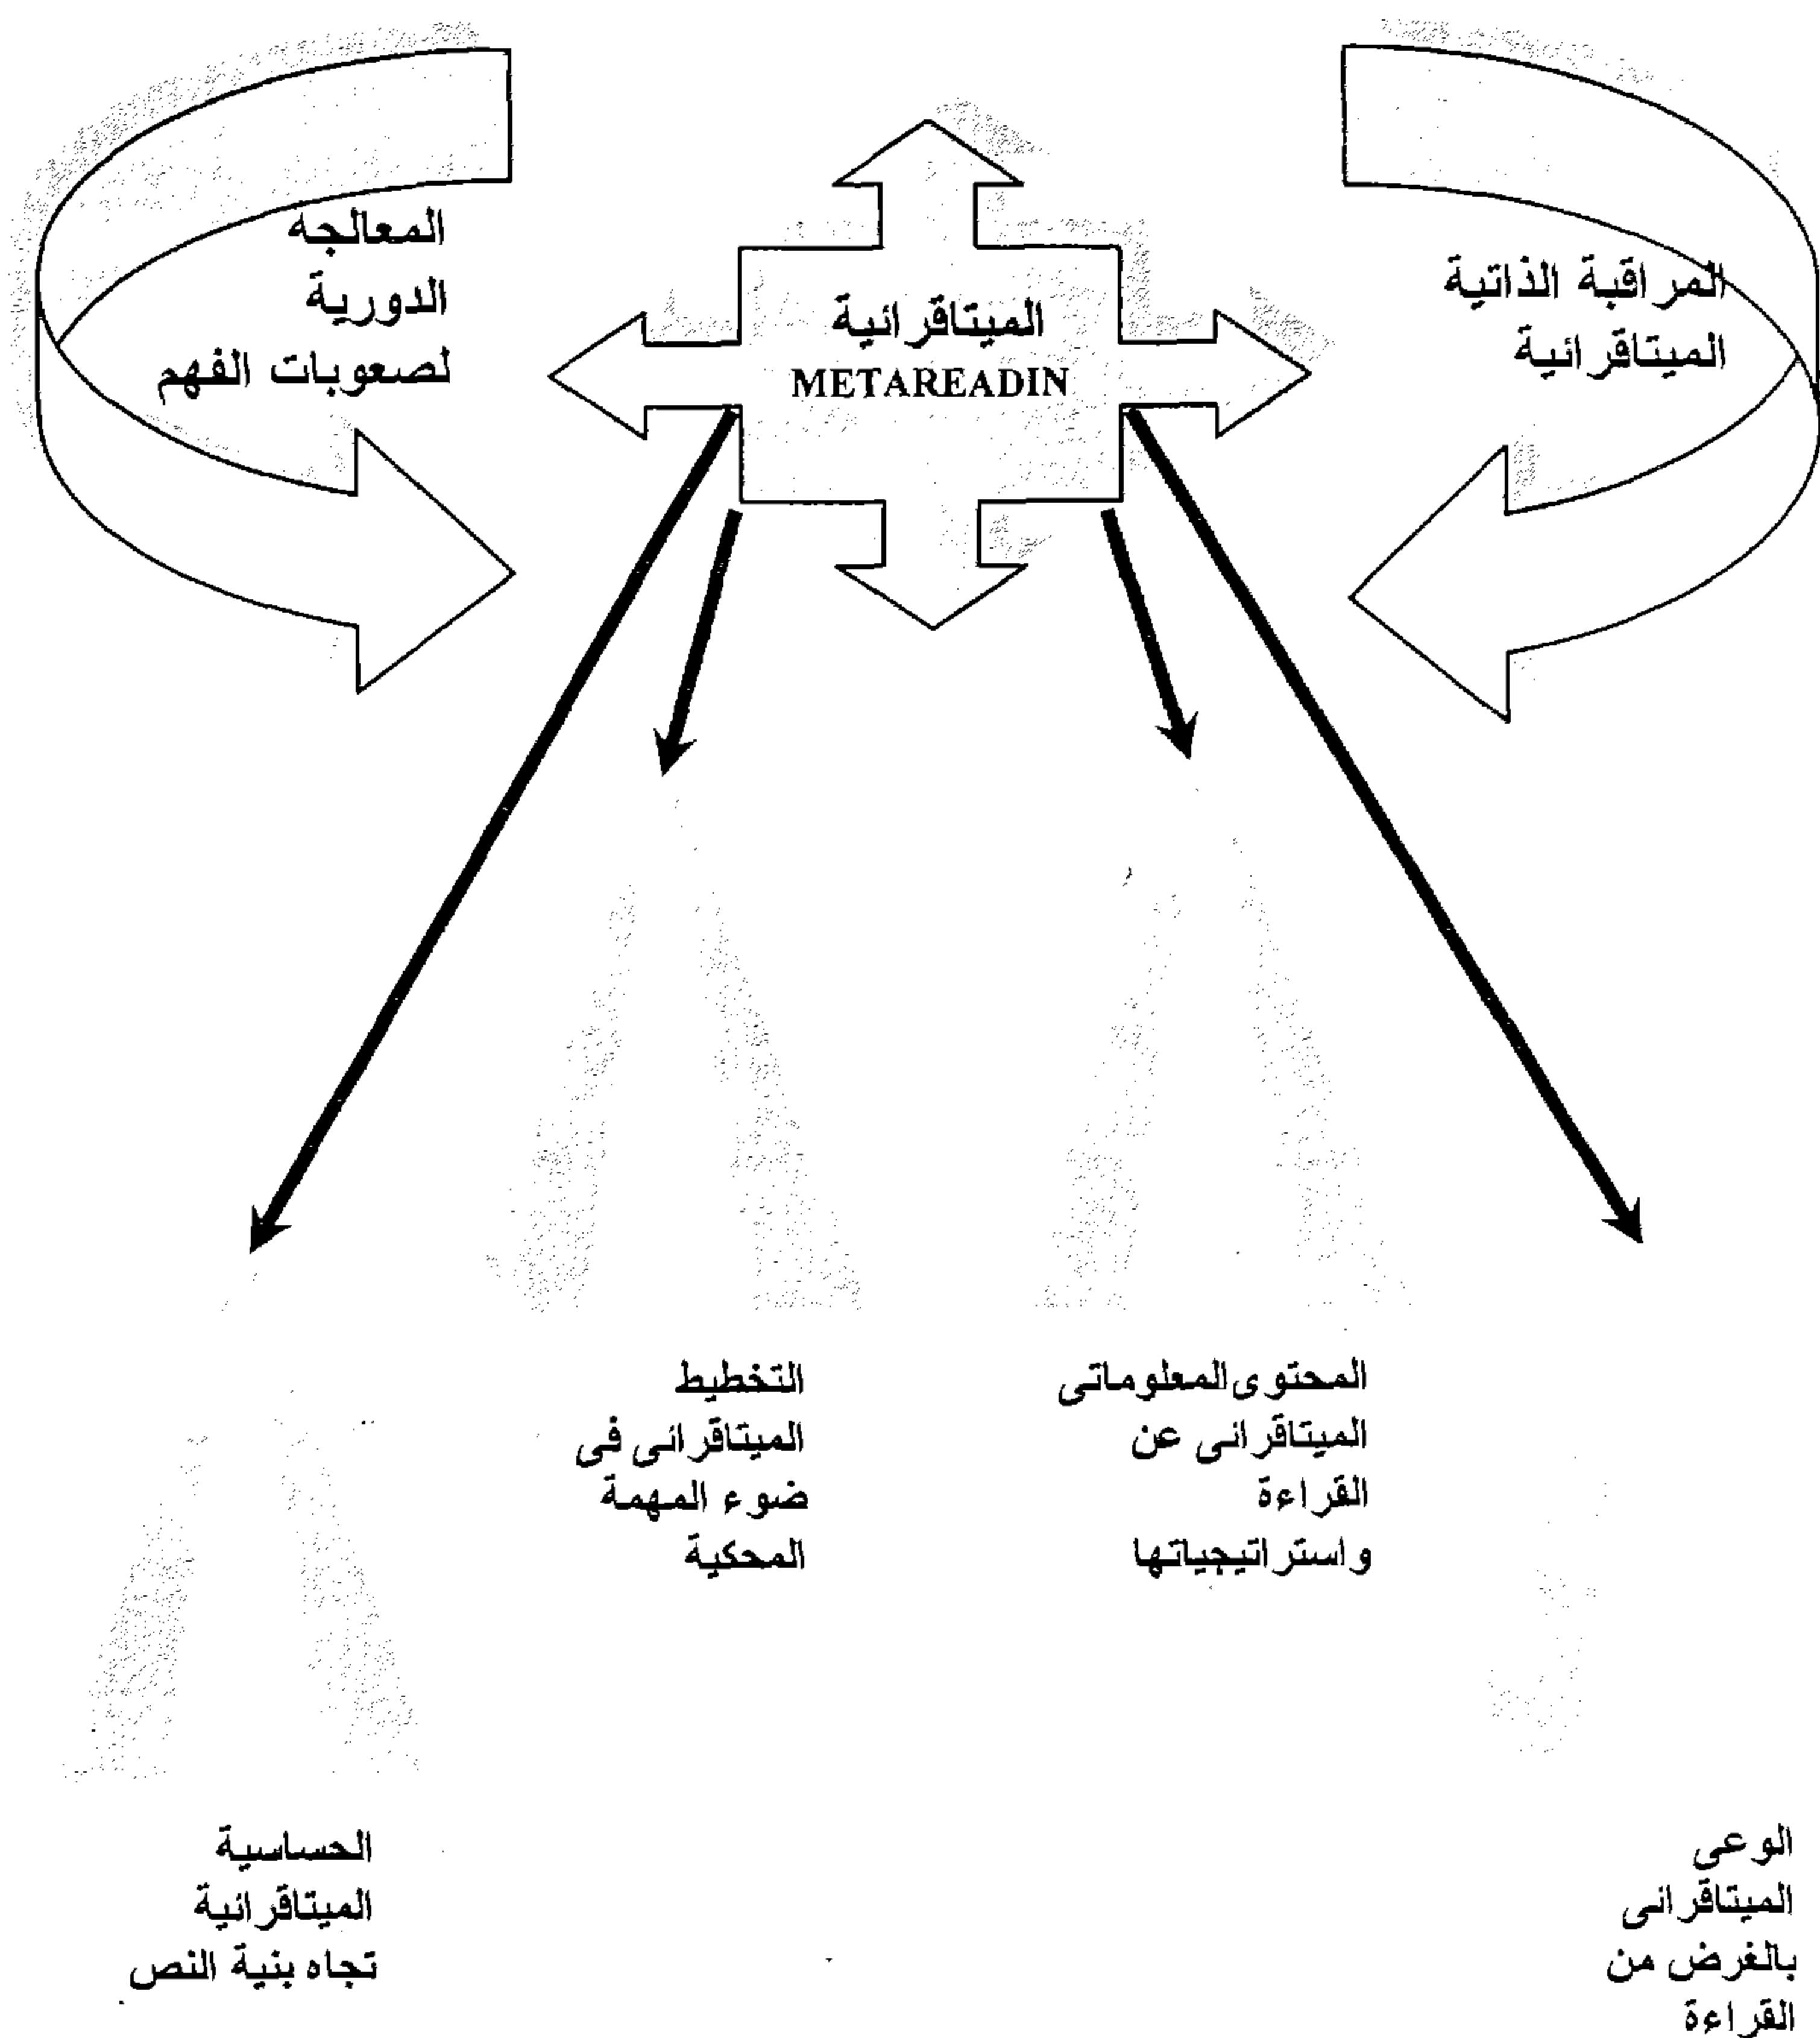 المراقبة الذاتية
الميتاقرائية
الميتاقرائية
METAREADIN
المعالجه
الدورية
لصعوبات الفهم
المحتوى المعلوماتى
الميتاقرائى عن
القراءة
واستراتيجياتها
التخطيط
الميتاقرائى فى
ضوء المهمة
المحكية
الوعى
الميتاقرائى
بالغرض من
القراءة
الحساسية
الميتاقرائية
تجاه بنية النص